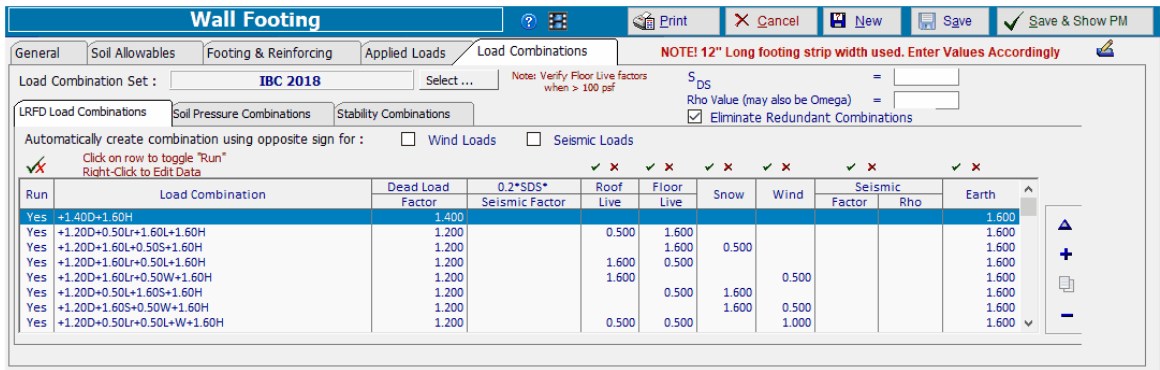 Wall Footing
Print
Cancel
New
Save
Save & Show PM
General
Soil Allowables
Footing & Reinforcing
Applied Loads
Load Combinations
NOTE! 12" Long footing strip width used. Enter Values Accordingly
Load Combination Set :
IBC 2018
Select ...
Note: Verify Floor Live factors
when > 100 psf
SDS =
Rho Value (may also be Omega) =
Eliminate Redundant Combinations
LRFD Load Combinations
Soil Pressure Combinations
Stability Combinations
Automatically create combination using opposite sign for : Wind Loads Seismic Loads
Click on row to toggle "Run"
Right-Click to Edit Data
Run Load Combination Dead Load Factor 0.2*SDS* Seismic Factor Roof Live Floor Live Snow Wind Seismic Factor Rho Earth
Yes +1.40D+1.60H 1.400 1.600
Yes +1.20D+0.50Lr+1.60L+1.60H 1.200 0.500 1.600 1.600
Yes +1.20D+1.60L+0.50S+1.60H 1.200 1.600 0.500 1.600
Yes +1.20D+1.60Lr+0.50L+1.60H 1.200 1.600 0.500 1.600
Yes +1.20D+1.60Lr+0.50W+1.60H 1.200 1.600 0.500 1.600
Yes +1.20D+0.50L+1.60S+1.60H 1.200 0.500 1.600 1.600
Yes +1.20D+1.60S+0.50W+1.60H 1.200 1.600 0.500 1.600
Yes +1.20D+0.50Lr+0.50L+W+1.60H 1.200 0.500 0.500 1.000 1.600